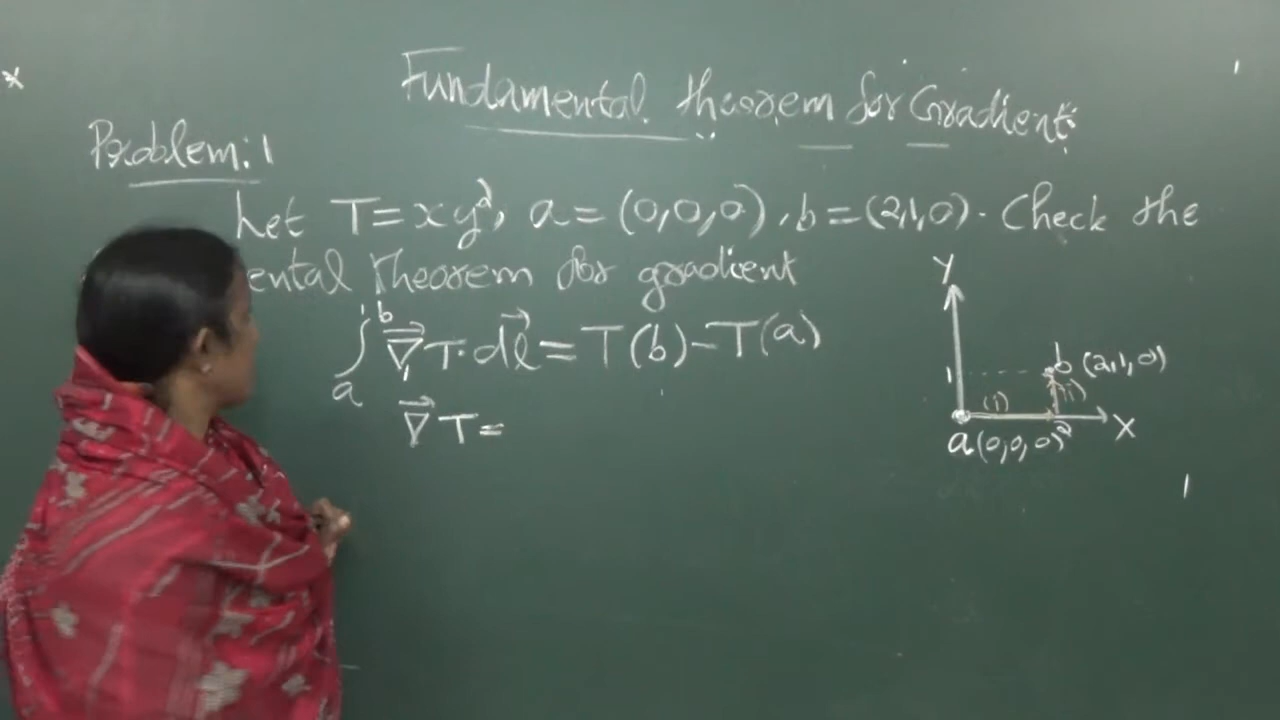 Fundamental theorem for Gradient:
Problem: 1
Let T = xy², a = (0,0,0), b = (2,1,0). Check the
ental theorem for gradient
∫ₐᵇ ∇⃗T · dl⃗ = T(b) - T(a)
∇⃗T =
Y
1
b (2,1,0)
(i)
(ii)
X
2
a(0,0,0)